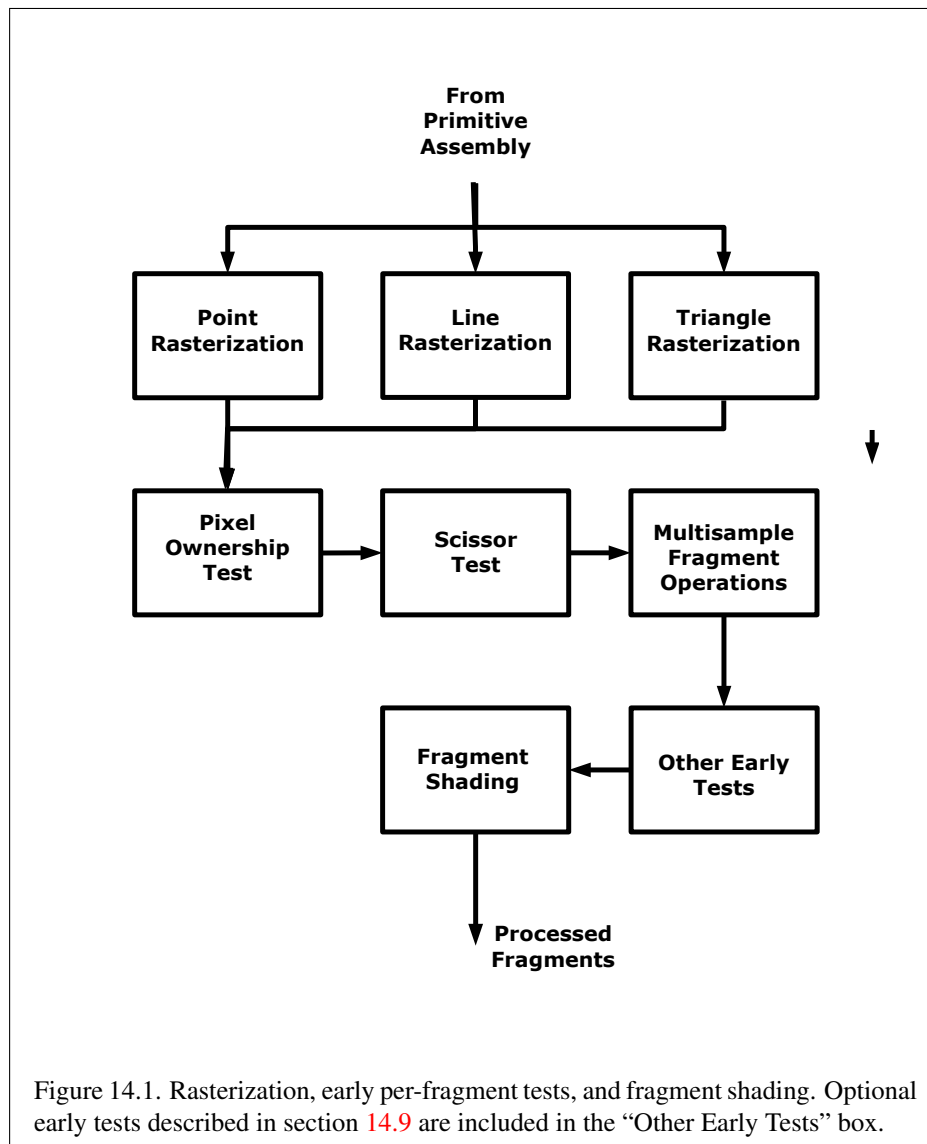 From
Primitive
Assembly
Point
Rasterization
Line
Rasterization
Triangle
Rasterization
Pixel
Ownership
Test
Scissor
Test
Multisample
Fragment
Operations
Fragment
Shading
Other Early
Tests
Processed
Fragments
Figure 14.1. Rasterization, early per-fragment tests, and fragment shading. Optional
early tests described in section 14.9 are included in the “Other Early Tests” box.